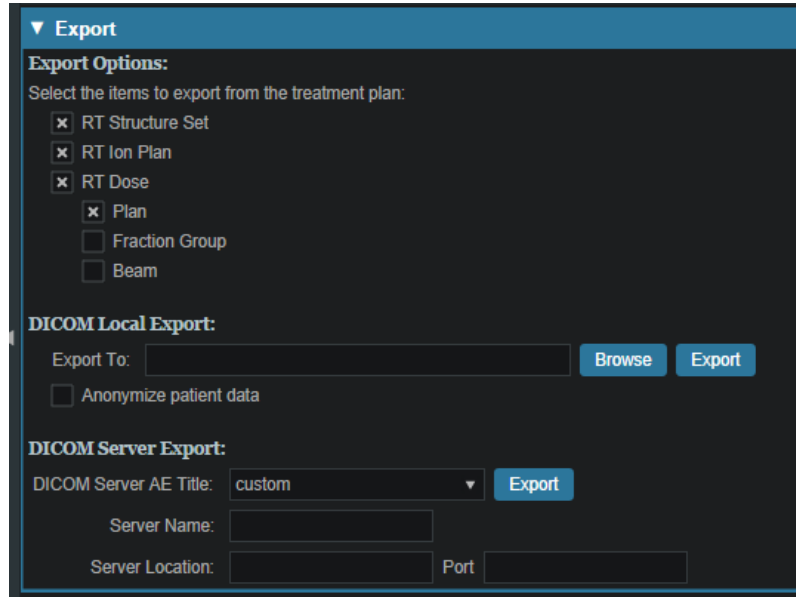 Export
Export Options:
Select the items to export from the treatment plan:
RT Structure Set
RT Ion Plan
RT Dose
Plan
Fraction Group
Beam
DICOM Local Export:
Export To: Browse Export
Anonymize patient data
DICOM Server Export:
DICOM Server AE Title: custom Export
Server Name:
Server Location: Port